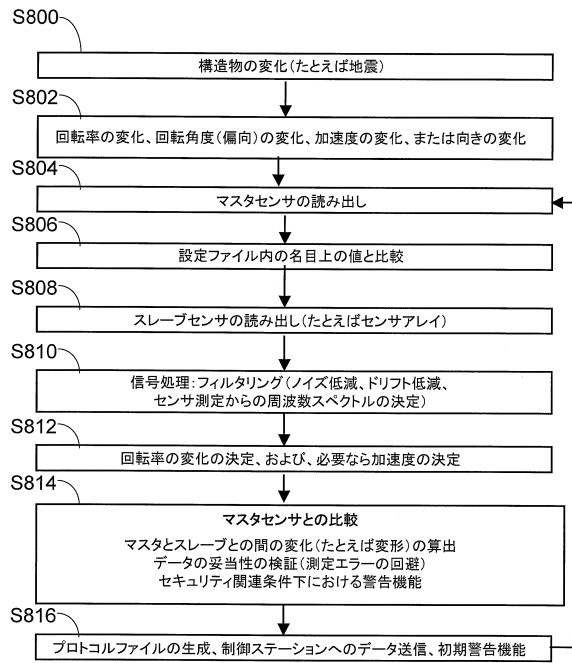 S800
構造物の変化(たとえば地震)
S802
回転率の変化、回転角度(偏向)の変化、加速度の変化、または向きの変化
S804
マスタセンサの読み出し
S806
設定ファイル内の名目上の値と比較
S808
スレーブセンサの読み出し(たとえばセンサアレイ)
S810
信号処理:フィルタリング(ノイズ低減、ドリフト低減、
センサ測定からの周波数スペクトルの決定)
S812
回転率の変化の決定、および、必要なら加速度の決定
S814
マスタセンサとの比較
マスタとスレーブとの間の変化(たとえば変形)の算出
データの妥当性の検証(測定エラーの回避)
セキュリティ関連条件下における警告機能
S816
プロトコルファイルの生成、制御ステーションへのデータ送信、初期警告機能